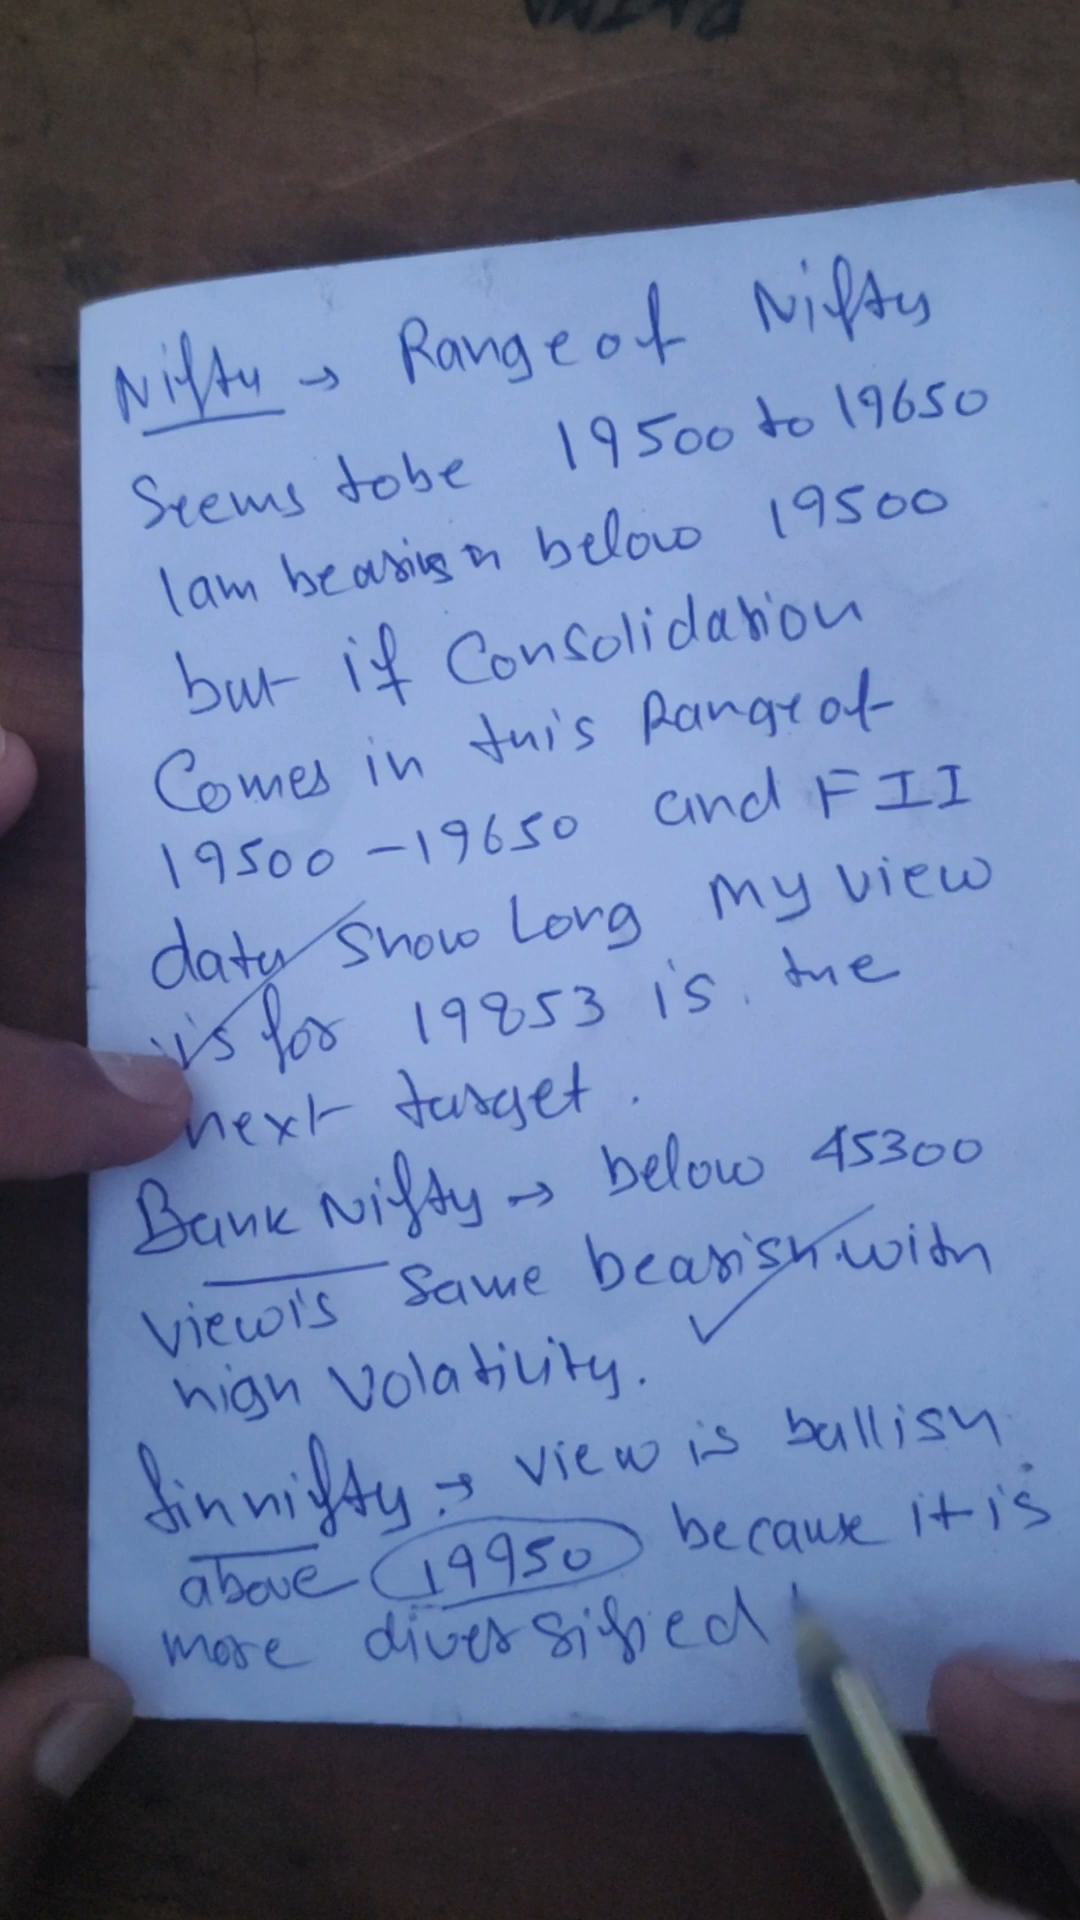 Nifty → Range of Nifty
Seems to be 19500 to 19650
I am bearish below 19500
but if Consolidation
Comes in this Range of
19500 - 19650 and FII
data Show Long My view
is for 19853 is the
next target.
Bank Nifty → below 45300
view is Same bearish with
high Volatility.
finnifty → view is bullish
above 19950 because it is
more diversified